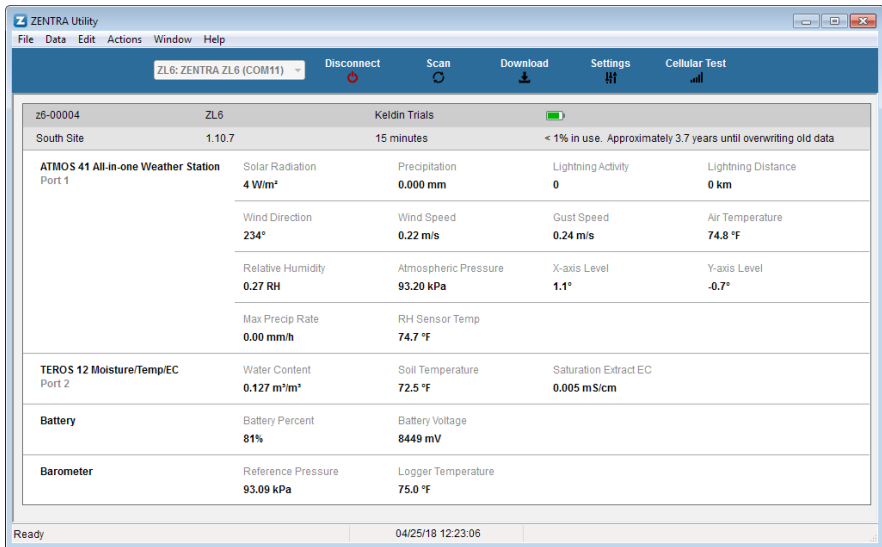 ZENTRA Utility
File Data Edit Actions Window Help
ZL6: ZENTRA ZL6 (COM11) Disconnect Scan Download Settings Cellular Test
z6-00004 ZL6 Keldin Trials
South Site 1.10.7 15 minutes < 1% in use. Approximately 3.7 years until overwriting old data
ATMOS 41 All-in-one Weather Station Solar Radiation Precipitation Lightning Activity Lightning Distance
Port 1 4 W/m² 0.000 mm 0 0 km
Wind Direction Wind Speed Gust Speed Air Temperature
234° 0.22 m/s 0.24 m/s 74.8 °F
Relative Humidity Atmospheric Pressure X-axis Level Y-axis Level
0.27 RH 93.20 kPa 1.1° -0.7°
Max Precip Rate RH Sensor Temp
0.00 mm/h 74.7 °F
TEROS 12 Moisture/Temp/EC Water Content Soil Temperature Saturation Extract EC
Port 2 0.127 m³/m³ 72.5 °F 0.005 mS/cm
Battery Battery Percent Battery Voltage
81% 8449 mV
Barometer Reference Pressure Logger Temperature
93.09 kPa 75.0 °F
Ready 04/25/18 12:23:06